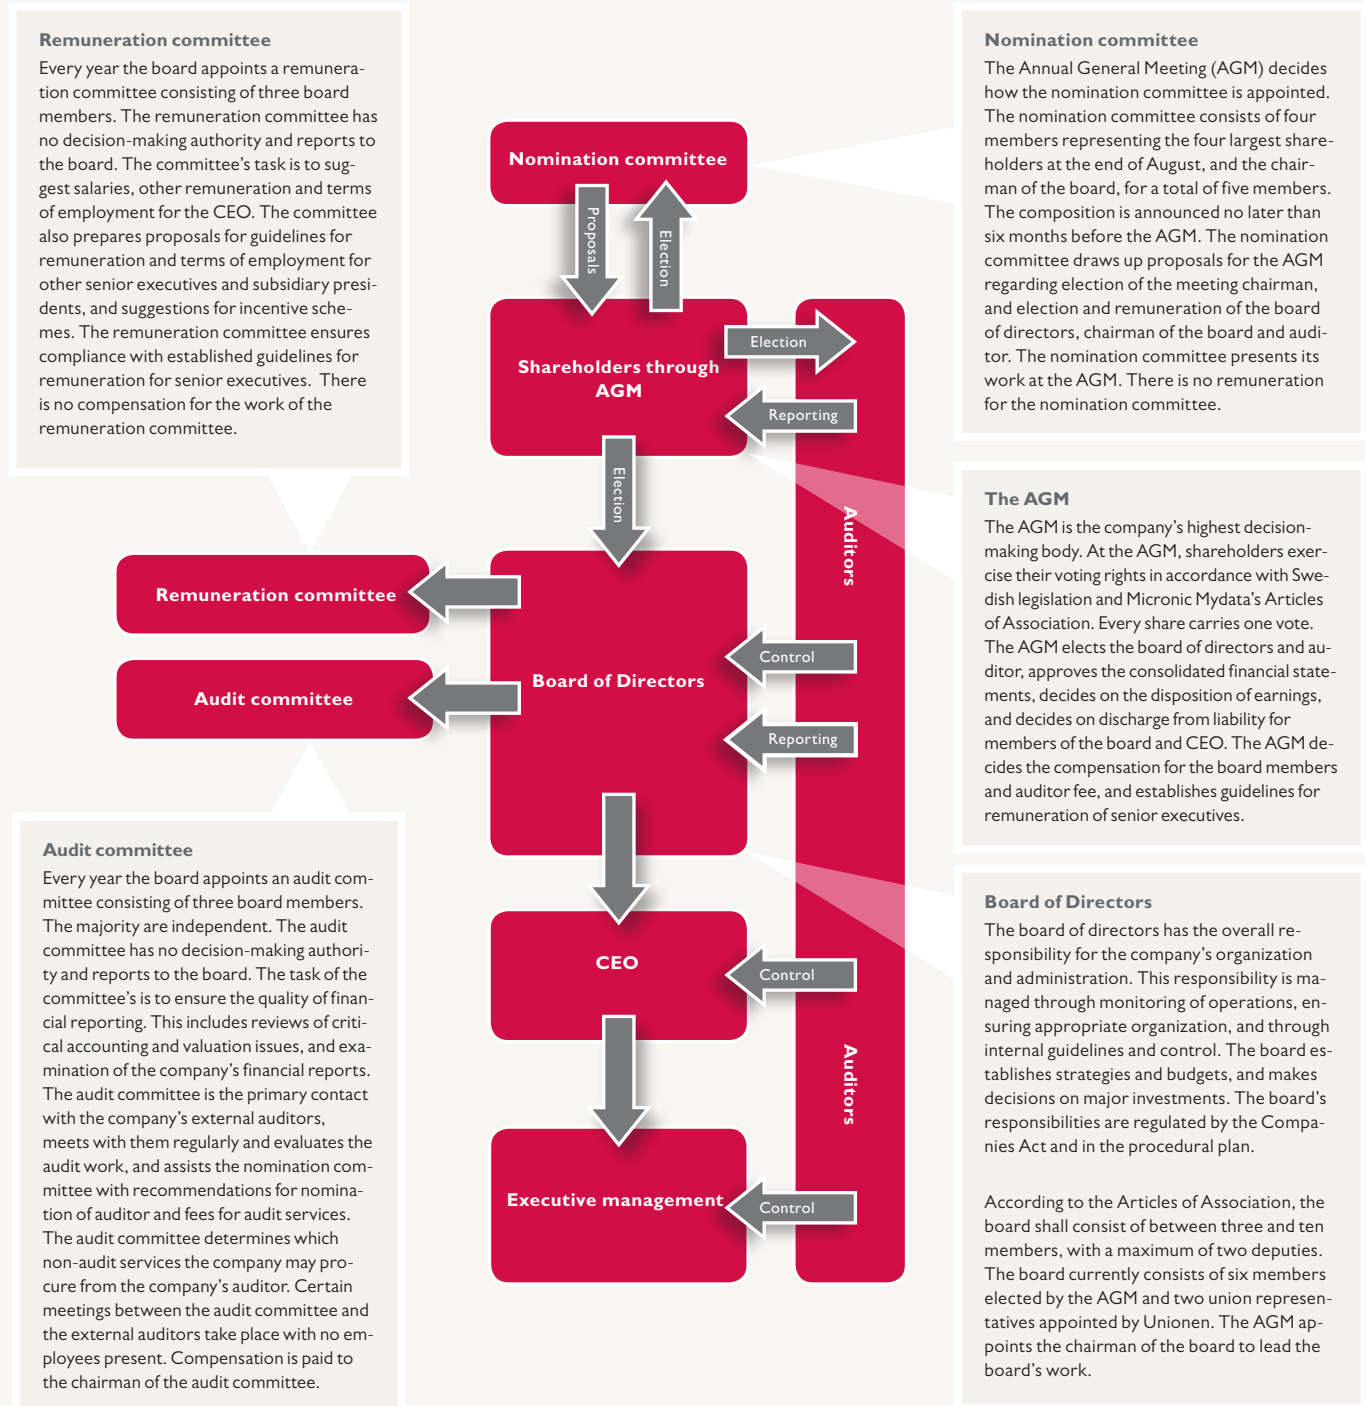 Remuneration committee
Every year the board appoints a remunera-
tion committee consisting of three board
members. The remuneration committee has
no decision-making authority and reports to
the board. The committee’s task is to sug-
gest salaries, other remuneration and terms
of employment for the CEO. The committee
also prepares proposals for guidelines for
remuneration and terms of employment for
other senior executives and subsidiary presi-
dents, and suggestions for incentive sche-
mes. The remuneration committee ensures
compliance with established guidelines for
remuneration for senior executives.  There
is no compensation for the work of the
remuneration committee.
Nomination committee
Proposals
Election
Shareholders through
AGM
Election
Reporting
Election
Auditors
Remuneration committee
Audit committee
Board of Directors
Control
Reporting
CEO
Control
Auditors
Executive management
Control
Audit committee
Every year the board appoints an audit com-
mittee consisting of three board members.
The majority are independent. The audit
committee has no decision-making authori-
ty and reports to the board. The task of the
committee’s is to ensure the quality of finan-
cial reporting. This includes reviews of criti-
cal accounting and valuation issues, and exa-
mination of the company’s financial reports.
The audit committee is the primary contact
with the company’s external auditors,
meets with them regularly and evaluates the
audit work, and assists the nomination com-
mittee with recommendations for nomina-
tion of auditor and fees for audit services.
The audit committee determines which
non-audit services the company may pro-
cure from the company’s auditor. Certain
meetings between the audit committee and
the external auditors take place with no em-
ployees present. Compensation is paid to
the chairman of the audit committee.
Nomination committee
The Annual General Meeting (AGM) decides
how the nomination committee is appointed.
The nomination committee consists of four
members representing the four largest share-
holders at the end of August, and the chair-
man of the board, for a total of five members.
The composition is announced no later than
six months before the AGM. The nomination
committee draws up proposals for the AGM
regarding election of the meeting chairman,
and election and remuneration of the board
of directors, chairman of the board and audi-
tor. The nomination committee presents its
work at the AGM. There is no remuneration
for the nomination committee.
The AGM
The AGM is the company’s highest decision-
making body. At the AGM, shareholders exer-
cise their voting rights in accordance with Swe-
dish legislation and Micronic Mydata’s Articles
of Association. Every share carries one vote.
The AGM elects the board of directors and au-
ditor, approves the consolidated financial state-
ments, decides on the disposition of earnings,
and decides on discharge from liability for
members of the board and CEO. The AGM de-
cides the compensation for the board members
and auditor fee, and establishes guidelines for
remuneration of senior executives.
Board of Directors
The board of directors has the overall re-
sponsibility for the company’s organization
and administration. This responsibility is ma-
naged through monitoring of operations, en-
suring appropriate organization, and through
internal guidelines and control. The board es-
tablishes strategies and budgets, and makes
decisions on major investments. The board’s
responsibilities are regulated by the Compa-
nies Act and in the procedural plan.
According to the Articles of Association, the
board shall consist of between three and ten
members, with a maximum of two deputies.
The board currently consists of six members
elected by the AGM and two union represen-
tatives appointed by Unionen. The AGM ap-
points the chairman of the board to lead the
board’s work.